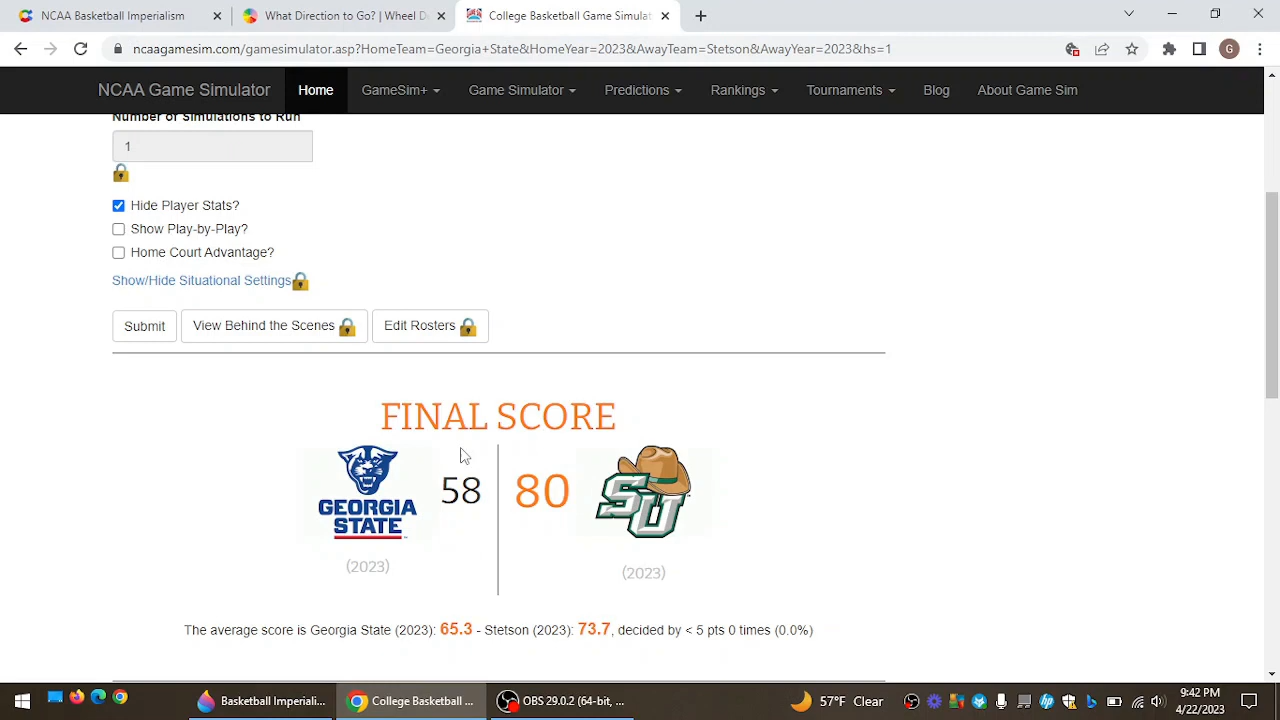 NCAA Basketball Imperialism
What Direction to Go? | Wheel D
College Basketball Game Simulat
ncaagamesim.com/gamesimulator.asp?HomeTeam=Georgia+State&HomeYear=2023&AwayTeam=Stetson&AwayYear=2023&hs=1
G
NCAA Game Simulator
Home
GameSim+
Game Simulator
Predictions
Rankings
Tournaments
Blog
About Game Sim
Number of Simulations to Run
1
Hide Player Stats?
Show Play-by-Play?
Home Court Advantage?
Show/Hide Situational Settings
Submit
View Behind the Scenes
Edit Rosters
FINAL SCORE
GEORGIA
STATE
58
80
SU
(2023)
(2023)
The average score is Georgia State (2023): 65.3 - Stetson (2023): 73.7, decided by < 5 pts 0 times (0.0%)
Basketball Imperiali...
College Basketball ...
OBS 29.0.2 (64-bit, ...
57°F Clear
9:42 PM
4/22/2023